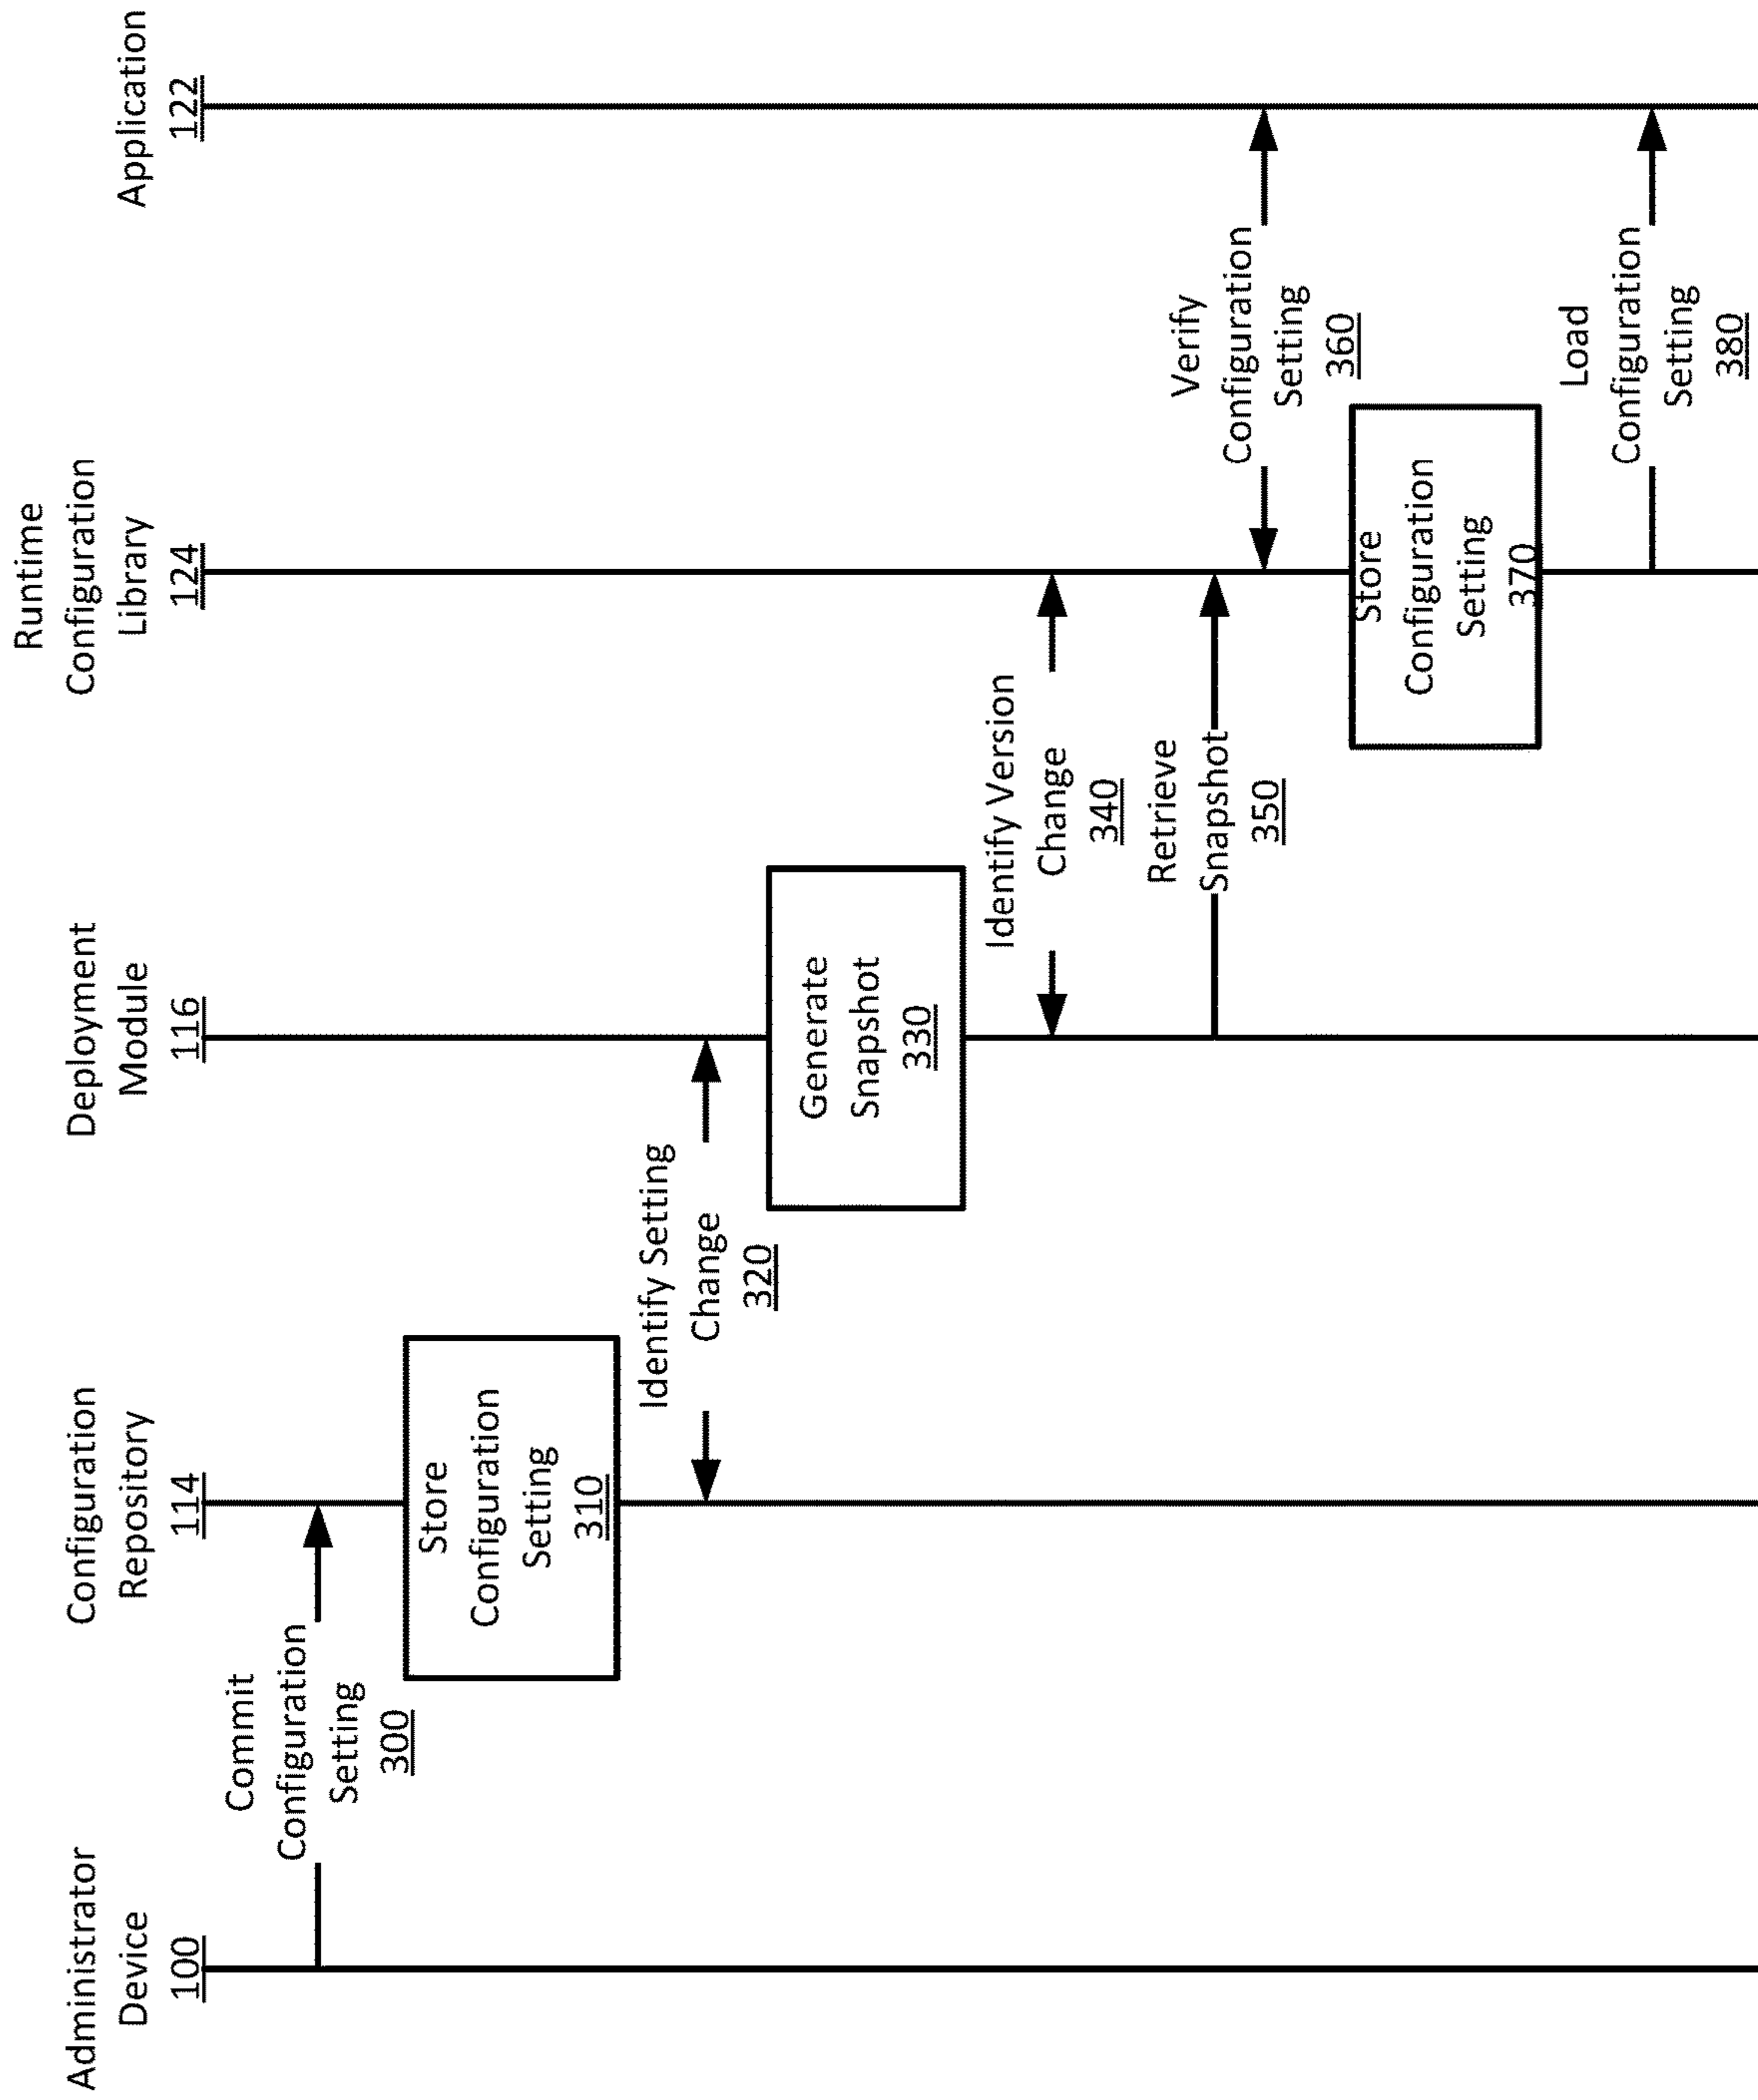 Administrator
Device
100
Configuration
Repository
114
Deployment
Module
116
Runtime
Configuration
Library
124
Application
122
Commit
Configuration
Setting
300
Store
Configuration
Setting
310
Identify Setting
Change
320
Generate
Snapshot
330
Identify Version
Change
340
Retrieve
Snapshot
350
Verify
Configuration
Setting
360
Store
Configuration
Setting
370
Load
Configuration
Setting
380